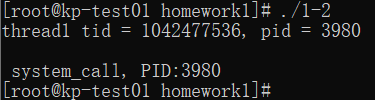 [root@kp-test01 homework1]# ./1-2
thread1 tid = 1042477536, pid = 3980
system_call, PID:3980
[root@kp-test01 homework1]#